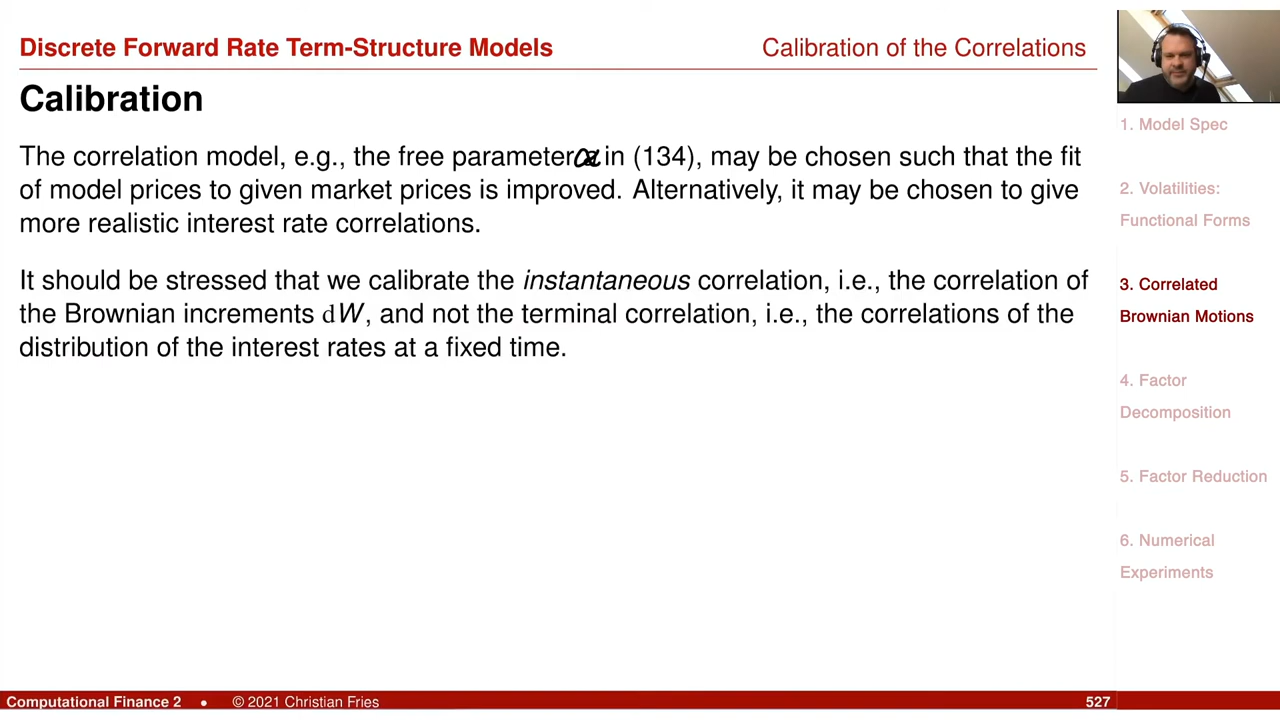 Discrete Forward Rate Term-Structure Models
Calibration of the Correlations
Calibration
The correlation model, e.g., the free parameter α in (134), may be chosen such that the fit
of model prices to given market prices is improved. Alternatively, it may be chosen to give
more realistic interest rate correlations.
It should be stressed that we calibrate the instantaneous correlation, i.e., the correlation of
the Brownian increments dW, and not the terminal correlation, i.e., the correlations of the
distribution of the interest rates at a fixed time.
1. Model Spec
2. Volatilities:
Functional Forms
3. Correlated
Brownian Motions
4. Factor
Decomposition
5. Factor Reduction
6. Numerical
Experiments
Computational Finance 2 • © 2021 Christian Fries 527